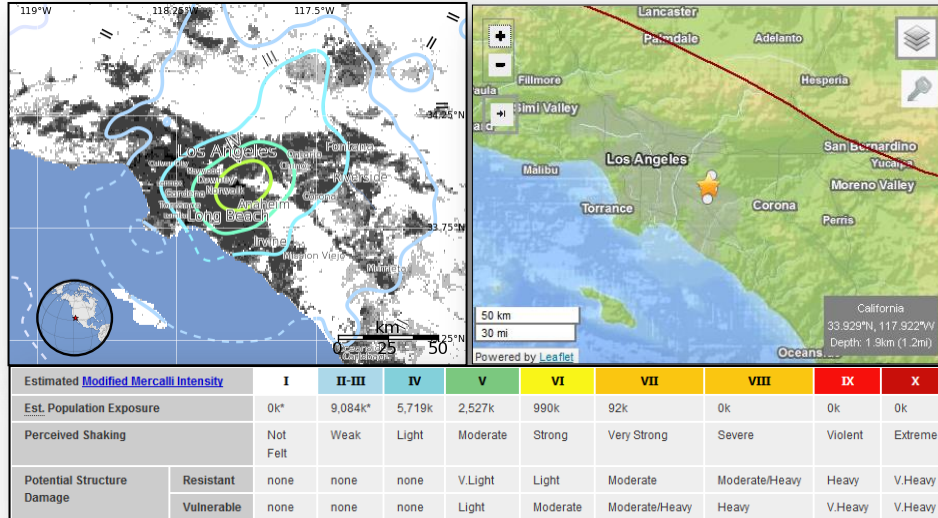 119°W
118.25°W
117.5°W
34.25°N
33.75°N
Los Angeles
Fontana
Riverside
Norwalk
Anaheim
Long Beach
Irvine
Mission Viejo
Murrieta
km
0 25 50
Lancaster
Palmdale
Adelanto
Hesperia
Fillmore
Simi Valley
Los Angeles
San Bernardino
Yucaipa
Malibu
Moreno Valley
Torrance
Corona
Perris
50 km
30 mi
Powered by Leaflet
California
33.929°N, 117.922°W
Depth: 1.9km (1.2mi)
Estimated Modified Mercalli Intensity I II-III IV V VI VII VIII IX X
Est. Population Exposure 0k* 9,084k* 5,719k 2,527k 990k 92k 0k 0k 0k
Perceived Shaking Not Felt Weak Light Moderate Strong Very Strong Severe Violent Extreme
Potential Structure Damage Resistant none none none V.Light Light Moderate Moderate/Heavy Heavy V.Heavy
Vulnerable none none none Light Moderate Moderate/Heavy Heavy V.Heavy V.Heavy